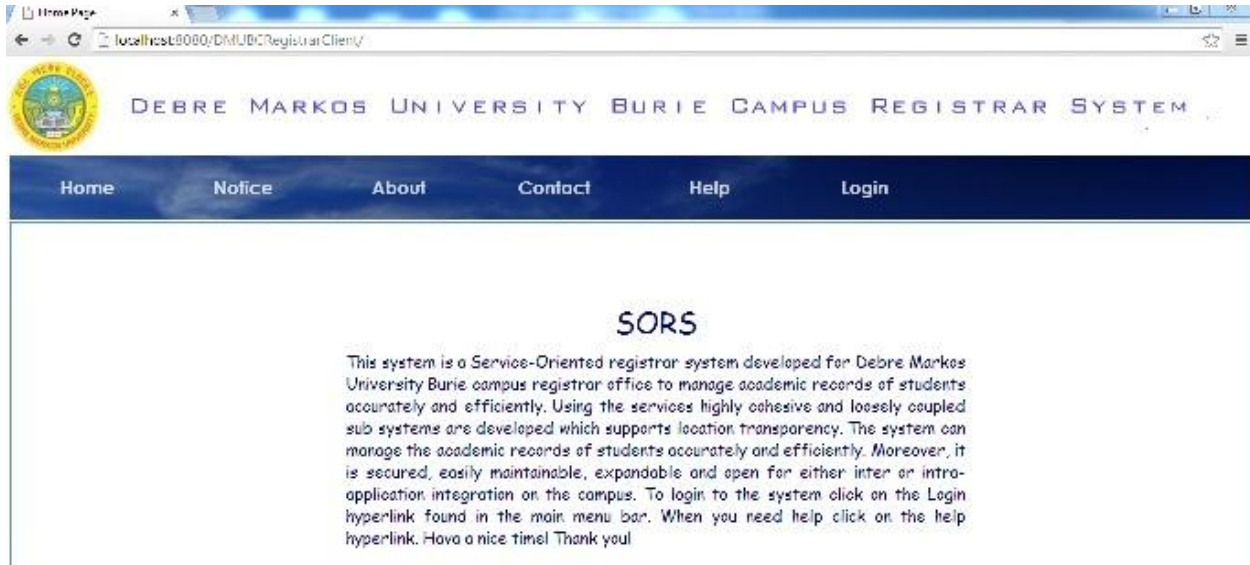 Home Page
localhost:8080/DMUBCRegistrarClient/
DEBRE MARKOS UNIVERSITY BURIE CAMPUS REGISTRAR SYSTEM
Home Notice About Contact Help Login
SORS
This system is a Service-Oriented registrar system developed for Debre Markos
University Burie campus registrar office to manage academic records of students
accurately and efficiently. Using the services highly cohesive and loosely coupled
sub systems are developed which supports location transparency. The system can
manage the academic records of students accurately and efficiently. Moreover, it
is secured, easily maintainable, expandable and open for either inter or intra-
application integration on the campus. To login to the system click on the Login
hyperlink found in the main menu bar. When you need help click on the help
hyperlink. Have a nice time! Thank you!